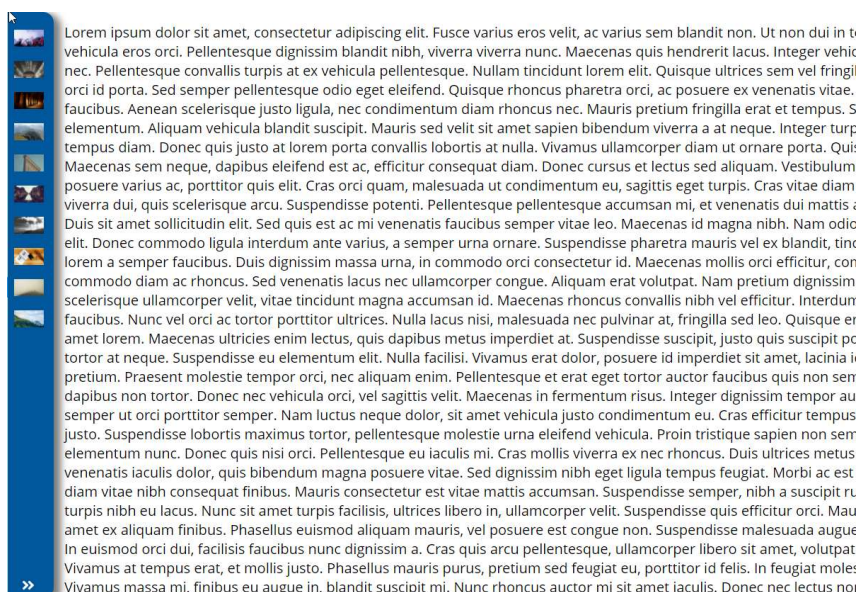 Lorem ipsum dolor sit amet, consectetur adipiscing elit. Fusce varius eros velit, ac varius sem blandit non. Ut non dui in
vehicula eros orci. Pellentesque dignissim blandit nibh, viverra viverra nunc. Maecenas quis hendrerit lacus. Integer
nec. Pellentesque convallis turpis at ex vehicula pellentesque. Nullam tincidunt lorem elit. Quisque ultrices sem vel
orci id porta. Sed semper pellentesque odio eget eleifend. Quisque rhoncus pharetra orci, ac posuere ex venenatis vitae.
faucibus. Aenean scelerisque justo ligula, nec condimentum diam rhoncus nec. Mauris pretium fringilla erat et tempus. S
elementum. Aliquam vehicula blandit suscipit. Mauris sed velit sit amet sapien bibendum viverra a at neque. Integer turp
tempus diam. Donec quis justo at lorem porta convallis lobortis at nulla. Vivamus ullamcorper diam ut ornare porta. Quis
Maecenas sem neque, dapibus eleifend est ac, efficitur consequat diam. Donec cursus et lectus sed aliquam. Vestibulum
posuere varius ac, porttitor quis elit. Cras orci quam, malesuada ut condimentum eu, sagittis eget turpis. Cras vitae diam
viverra dui, quis scelerisque arcu. Suspendisse potenti. Pellentesque pellentesque accumsan mi, et venenatis dui mattis a
Duis sit amet sollicitudin elit. Sed quis est ac mi venenatis faucibus semper vitae leo. Maecenas id magna nibh. Nam odio
elit. Donec commodo ligula interdum ante varius, a semper urna ornare. Suspendisse pharetra mauris vel ex blandit, tinc
lorem a semper faucibus. Duis dignissim massa urna, in commodo orci consectetur id. Maecenas mollis orci efficitur, con
commodo diam ac rhoncus. Sed venenatis lacus nec ullamcorper congue. Aliquam erat volutpat. Nam pretium dignissim
scelerisque ullamcorper velit, vitae tincidunt magna accumsan id. Maecenas rhoncus convallis nibh vel efficitur. Interdum
faucibus. Nunc vel orci ac tortor porttitor ultrices. Nulla lacus nisi, malesuada nec pulvinar at, fringilla sed leo. Quisque
amet lorem. Maecenas ultricies enim lectus, quis dapibus metus imperdiet at. Suspendisse suscipit, justo quis suscipit
tortor at neque. Suspendisse eu elementum elit. Nulla facilisi. Vivamus erat dolor, posuere id imperdiet sit amet, lacinia
pretium. Praesent molestie tempor orci, nec aliquam enim. Pellentesque et erat eget tortor auctor faucibus quis non sem
dapibus non tortor. Donec nec vehicula orci, vel sagittis velit. Maecenas in fermentum risus. Integer dignissim tempor au
semper ut orci porttitor semper. Nam luctus neque dolor, sit amet vehicula justo condimentum eu. Cras efficitur tempus
justo. Suspendisse lobortis maximus tortor, pellentesque molestie urna eleifend vehicula. Proin tristique sapien non sem
elementum nunc. Donec quis nisi orci. Pellentesque eu iaculis mi. Cras mollis viverra ex nec rhoncus. Duis ultrices metus
venenatis iaculis dolor, quis bibendum magna posuere vitae. Sed dignissim nibh eget ligula tempus feugiat. Morbi ac est
diam vitae nibh consequat finibus. Mauris consectetur est vitae mattis accumsan. Suspendisse semper, nibh a suscipit
turpis nibh eu lacus. Nunc sit amet turpis facilisis, ultrices libero in, ullamcorper velit. Suspendisse quis efficitur orci. Mau
amet ex aliquam finibus. Phasellus euismod aliquam mauris, vel posuere est congue non. Suspendisse malesuada augue
In euismod orci dui, facilisis faucibus nunc dignissim a. Cras quis arcu pellentesque, ullamcorper libero sit amet, volutpat
Vivamus at tempus erat, et mollis justo. Phasellus mauris purus, pretium sed feugiat eu, porttitor id felis. In feugiat
Vivamus massa mi, finibus eu augue in, blandit suscipit mi. Nunc rhoncus auctor mi sit amet iaculis. Donec nec lectus